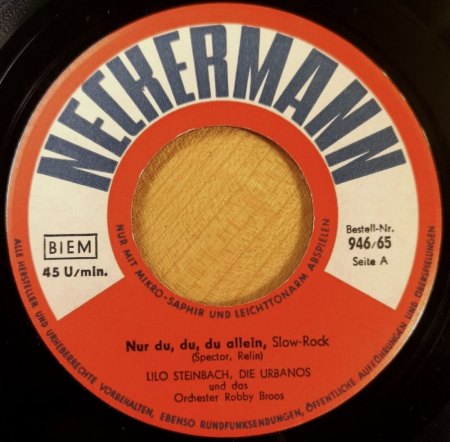 NECKERMANN
BIEM
45 U/min.
Bestell-Nr.
946/65
Seite A
NUR MIT MIKRO-SAPHIR UND LEICHTTONARM ABSPIELEN
Nur du, du, du allein, Slow-Rock
(Spector, Relin)
LILO STEINBACH, DIE URBANOS
und das
Orchester Robby Broos
ALLE HERSTELLER UND URHEBERRECHTE VORBEHALTEN, EBENSO RUNDFUNKSENDUNGEN, ÖFFENTLICHE AUFFÜHRUNGEN UND ÜBERSPIELUNGEN